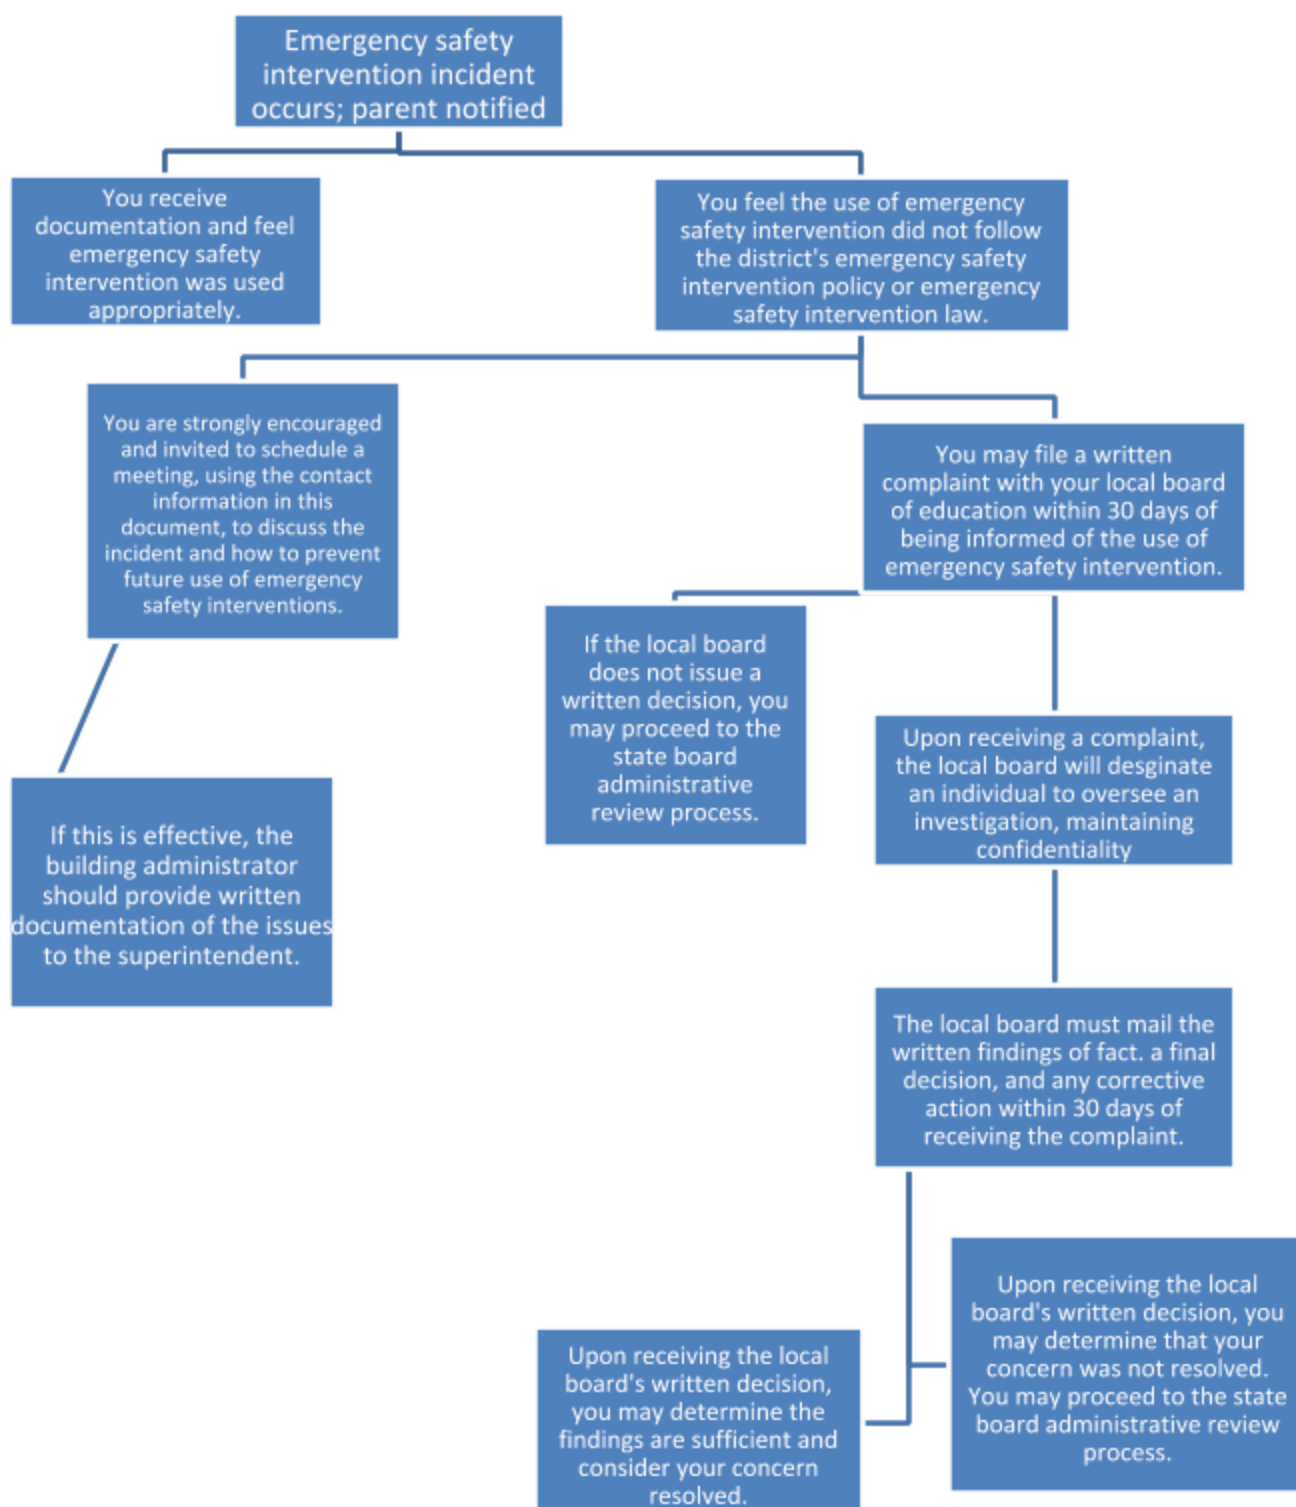 Emergency safety
intervention incident
occurs; parent notified
You receive
documentation and feel
emergency safety
intervention was used
appropriately.
You feel the use of emergency
safety intervention did not follow
the district's emergency safety
intervention policy or emergency
safety intervention law.
You are strongly encouraged
and invited to schedule a
meeting, using the contact
information in this
document, to discuss the
incident and how to prevent
future use of emergency
safety interventions.
You may file a written
complaint with your local board
of education within 30 days of
being informed of the use of
emergency safety intervention.
If the local board
does not issue a
written decision, you
may proceed to the
state board
administrative
review process.
Upon receiving a complaint,
the local board will desginate
an individual to oversee an
investigation, maintaining
confidentiality
If this is effective, the
building administrator
should provide written
documentation of the issues
to the superintendent.
The local board must mail the
written findings of fact. a final
decision, and any corrective
action within 30 days of
receiving the complaint.
Upon receiving the local
board's written decision, you
may determine that your
concern was not resolved.
You may proceed to the state
board administrative review
process.
Upon receiving the local
board's written decision,
you may determine the
findings are sufficient and
consider your concern
resolved.